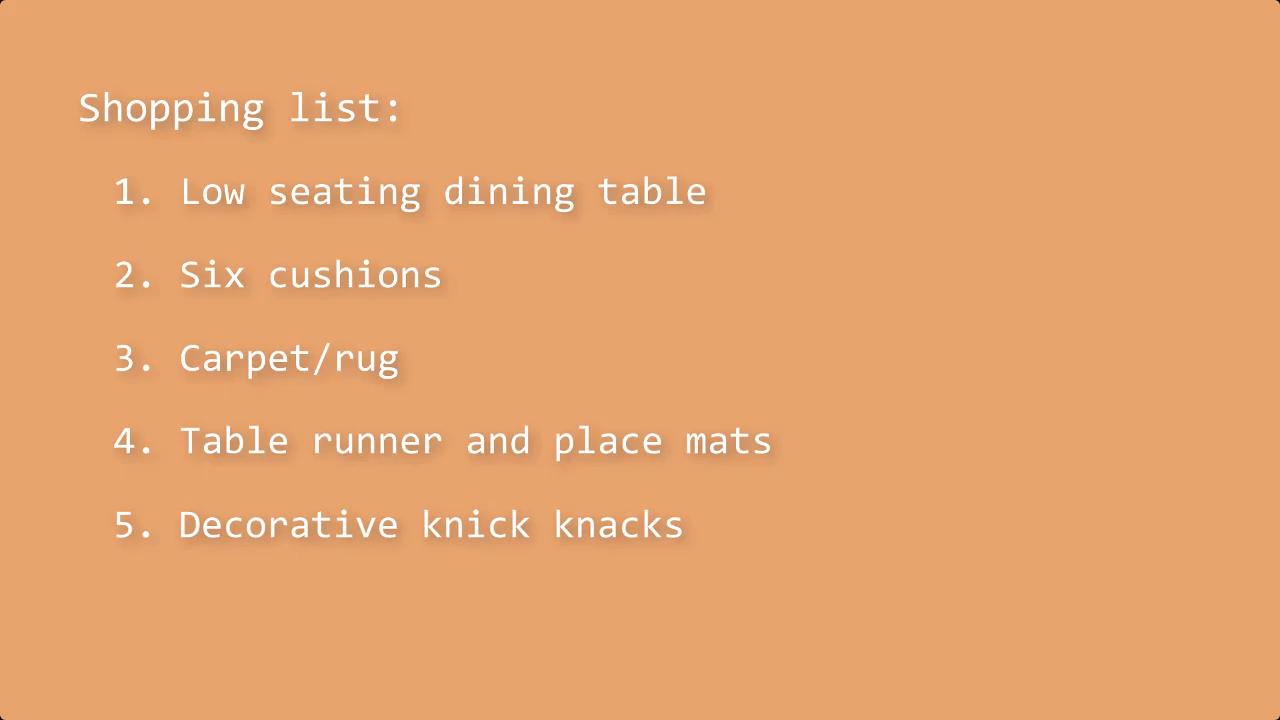 Shopping list:
1. Low seating dining table
2. Six cushions
3. Carpet/rug
4. Table runner and place mats
5. Decorative knick knacks